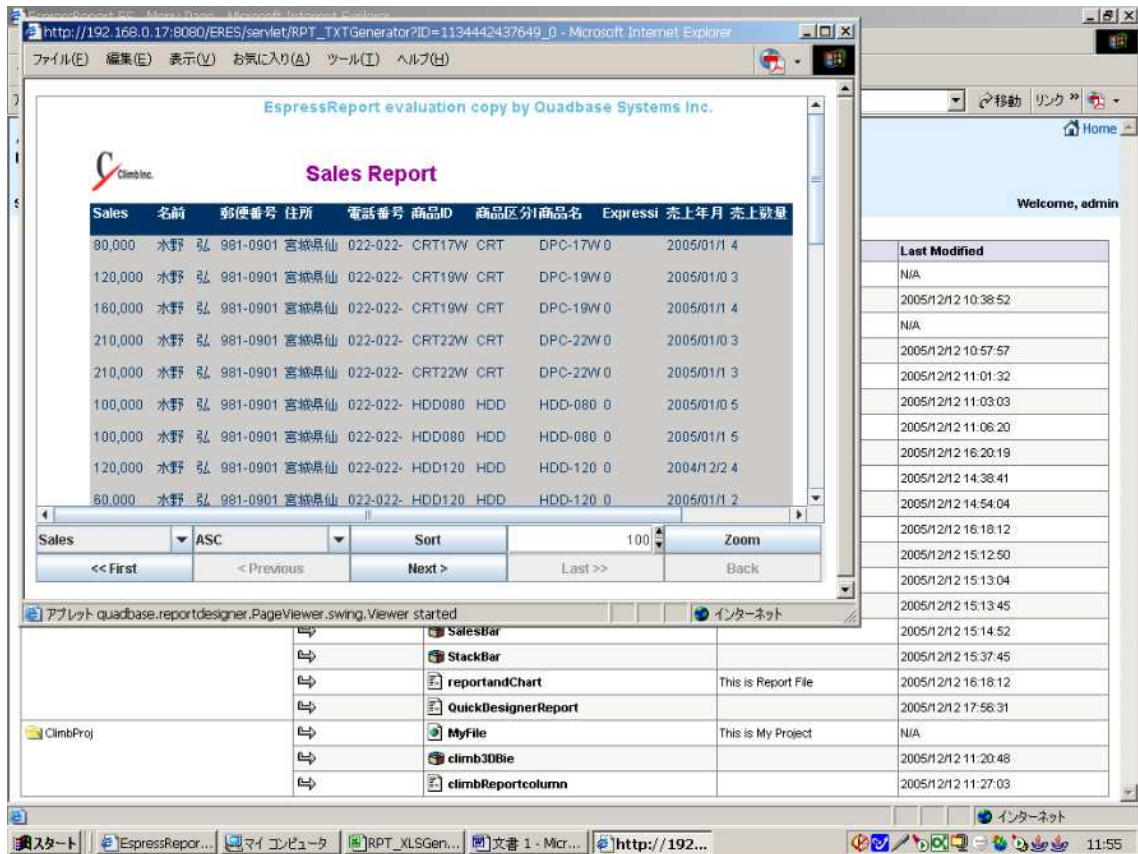 http://192.168.0.17:8080/ERES/servlet/RPT_TXTGenerator?ID=1134442437649_0 - Microsoft Internet Explorer
ファイル(F) 編集(E) 表示(V) お気に入り(A) ツール(T) ヘルプ(H)
移動 リンク »
EspressReport evaluation copy by Quadbase Systems Inc.
Home
Climb Inc.
Sales Report
Welcome, admin
Sales 名前 郵便番号 住所 電話番号 商品ID 商品区分I 商品名 Expressi 売上年月 売上数量
80,000 水野 弘 981-0901 宮城県仙 022-022- CRT17W CRT DPC-17W 0 2005/01/1 4
120,000 水野 弘 981-0901 宮城県仙 022-022- CRT19W CRT DPC-19W 0 2005/01/0 3
160,000 水野 弘 981-0901 宮城県仙 022-022- CRT19W CRT DPC-19W 0 2005/01/1 4
210,000 水野 弘 981-0901 宮城県仙 022-022- CRT22W CRT DPC-22W 0 2005/01/0 3
210,000 水野 弘 981-0901 宮城県仙 022-022- CRT22W CRT DPC-22W 0 2005/01/1 3
100,000 水野 弘 981-0901 宮城県仙 022-022- HDD080 HDD HDD-080 0 2005/01/0 5
100,000 水野 弘 981-0901 宮城県仙 022-022- HDD080 HDD HDD-080 0 2005/01/1 5
120,000 水野 弘 981-0901 宮城県仙 022-022- HDD120 HDD HDD-120 0 2004/12/2 4
60,000 水野 弘 981-0901 宮城県仙 022-022- HDD120 HDD HDD-120 0 2005/01/1 2
Sales ASC Sort 100 Zoom
<< First < Previous Next > Last >> Back
アプレット quadbase.reportdesigner.PageViewer.swing.Viewer started インターネット
Last Modified
N/A
2005/12/12 10:38:52
N/A
2005/12/12 10:57:57
2005/12/12 11:01:32
2005/12/12 11:03:03
2005/12/12 11:06:20
2005/12/12 16:20:19
2005/12/12 14:38:41
2005/12/12 14:54:04
2005/12/12 16:18:12
2005/12/12 15:12:50
2005/12/12 15:13:04
2005/12/12 15:13:45
SalesBar 2005/12/12 15:14:52
StackBar 2005/12/12 15:37:45
reportandChart This is Report File 2005/12/12 16:18:12
QuickDesignerReport 2005/12/12 17:56:31
ClimbProj MyFile This is My Project N/A
climb3DBie 2005/12/12 11:20:48
climbReportcolumn 2005/12/12 11:27:03
インターネット
スタート EspressRepor... マイ コンピュータ RPT_XLSGen... 文書 1 - Micr... http://192... 11:55